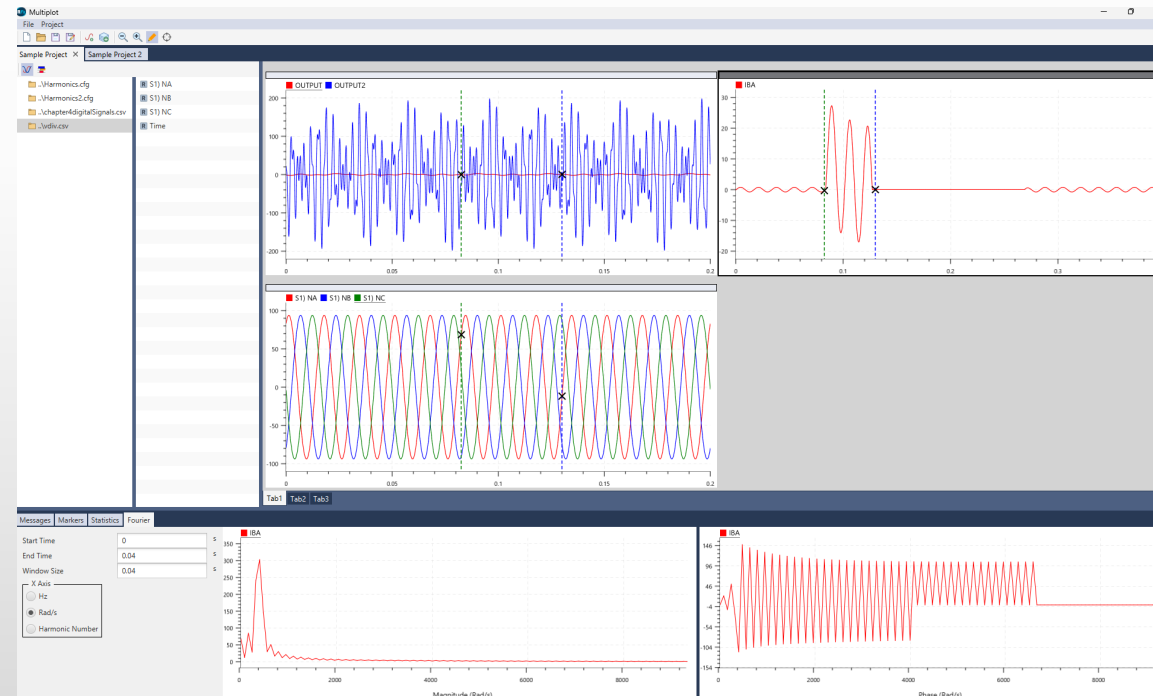 Multiplot
File Project
Sample Project × Sample Project 2
..\Harmonics.cfg
..\Harmonics2.cfg
..\chapter4digitalSignals.csv
..\vdiv.csv
R S1) NA
R S1) NB
R S1) NC
R Time
OUTPUT OUTPUT2
200
100
0
-100
-200
0 0.05 0.1 0.15 0.2
IBA
30
20
10
0
-10
-20
0 0.1 0.2 0.3
S1) NA S1) NB S1) NC
100
50
0
-50
-100
0 0.05 0.1 0.15 0.2
Tab1 Tab2 Tab3
Messages Markers Statistics Fourier
Start Time 0 s
End Time 0.04 s
Window Size 0.04 s
X Axis
Hz
Rad/s
Harmonic Number
IBA
350
300
250
200
150
100
50
0
0 2000 4000 6000 8000
Magnitude (Rad/s)
IBA
146
96
46
-4
-54
-104
-154
0 2000 4000 6000 8000
Phase (Rad/s)